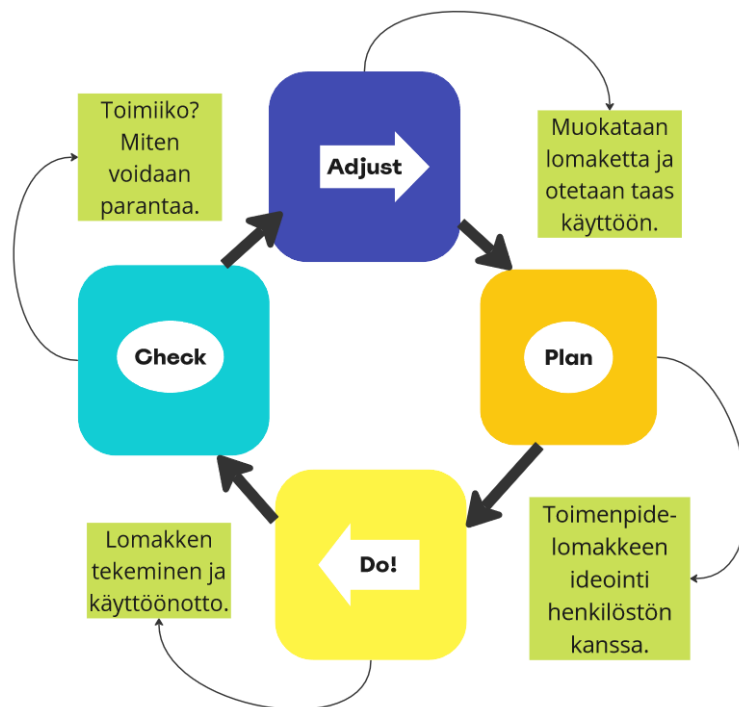 Adjust
Muokataan
lomaketta ja
otetaan taas
käyttöön.
Plan
Toimenpide-
lomakkeen
ideointi
henkilöstön
kanssa.
Do!
Lomakken
tekeminen ja
käyttöönotto.
Check
Toimiiko?
Miten
voidaan
parantaa.